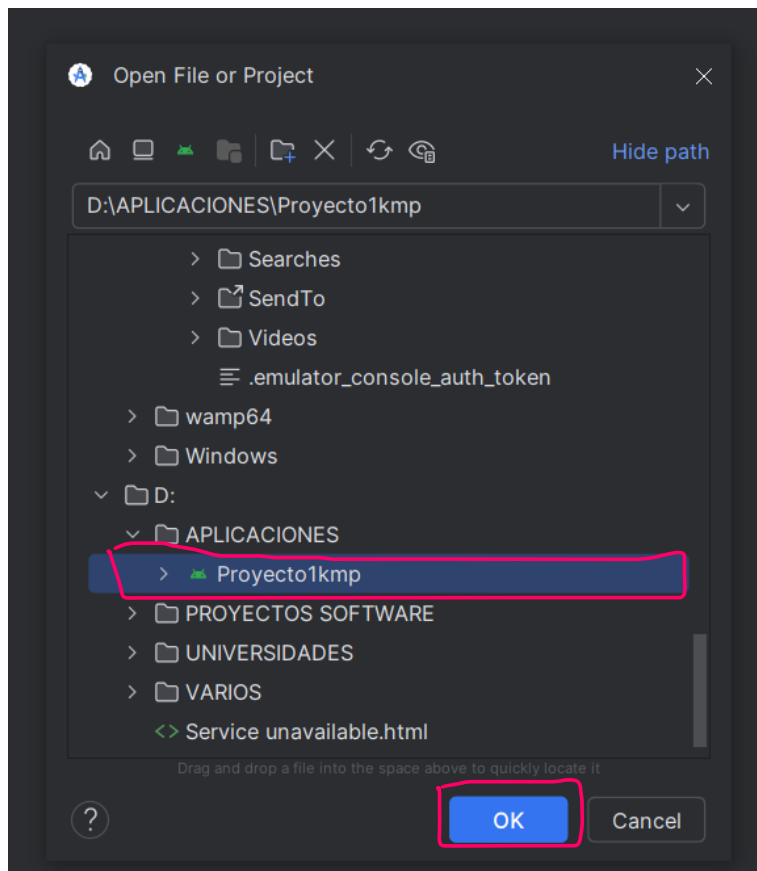 Open File or Project
Hide path
D:\APLICACIONES\Proyecto1kmp
Searches
SendTo
Videos
.emulator_console_auth_token
wamp64
Windows
D:
APLICACIONES
Proyecto1kmp
PROYECTOS SOFTWARE
UNIVERSIDADES
VARIOS
Service unavailable.html
Drag and drop a file into the space above to quickly locate it
? OK Cancel